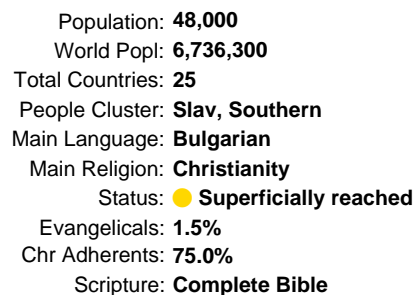 Population: 48,000
World Popl: 6,736,300
Total Countries: 25
People Cluster: Slav, Southern
Main Language: Bulgarian
Main Religion: Christianity
Status: Superficially reached
Evangelicals: 1.5%
Chr Adherents: 75.0%
Scripture: Complete Bible